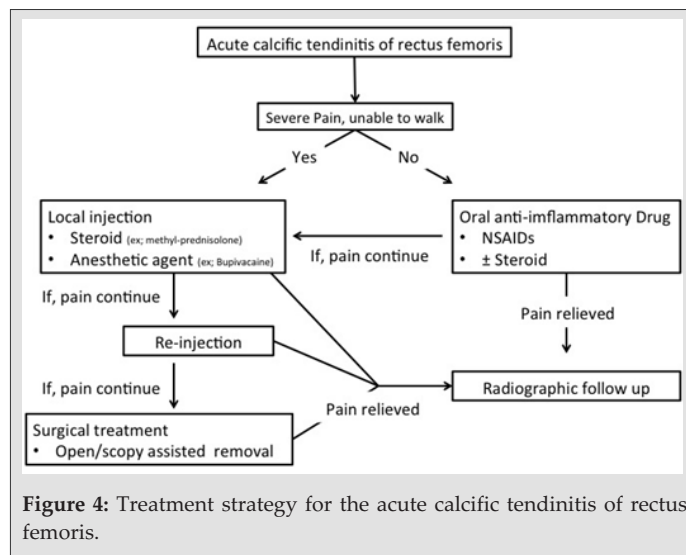 Acute calcific tendinitis of rectus femoris
Severe Pain, unable to walk
Yes
No
Local injection
• Steroid (ex; methyl-prednisolone)
• Anesthetic agent (ex; Bupivacaine)
Oral anti-imflammatory Drug
• NSAIDs
• ± Steroid
If, pain continue
If, pain continue
Pain relieved
Re-injection
Radiographic follow up
If, pain continue
Pain relieved
Surgical treatment
• Open/scopy assisted removal
Figure 4: Treatment strategy for the acute calcific tendinitis of rectus
femoris.